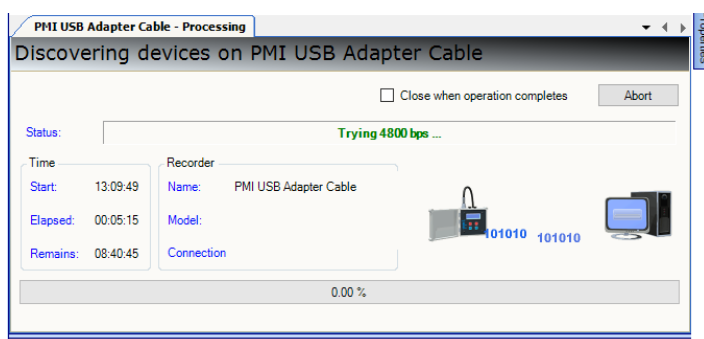 PMI USB Adapter Cable - Processing
Discovering devices on PMI USB Adapter Cable
Close when operation completes
Abort
Status:
Trying 4800 bps ...
Time
Start: 13:09:49
Elapsed: 00:05:15
Remains: 08:40:45
Recorder
Name: PMI USB Adapter Cable
Model:
Connection
101010 101010
0.00 %